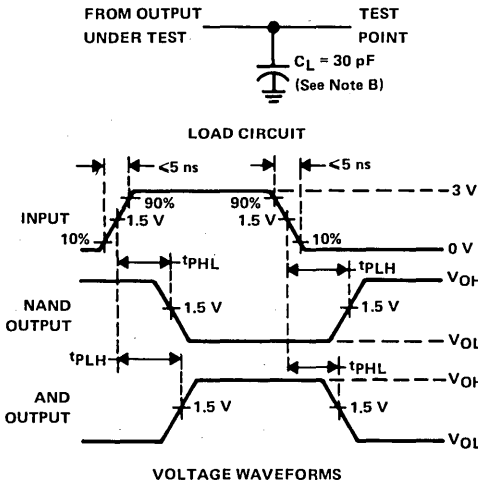 FROM OUTPUT TEST
UNDER TEST POINT
CL = 30 pF
(See Note B)
LOAD CIRCUIT
≤5 ns ≤5 ns
3 V
90% 90%
INPUT 1.5 V 1.5 V
10% 10%
0 V
tPHL tPLH
VOH
NAND
OUTPUT 1.5 V 1.5 V
VOL
tPLH tPHL
VOH
AND
OUTPUT 1.5 V 1.5 V
VOL
VOLTAGE WAVEFORMS